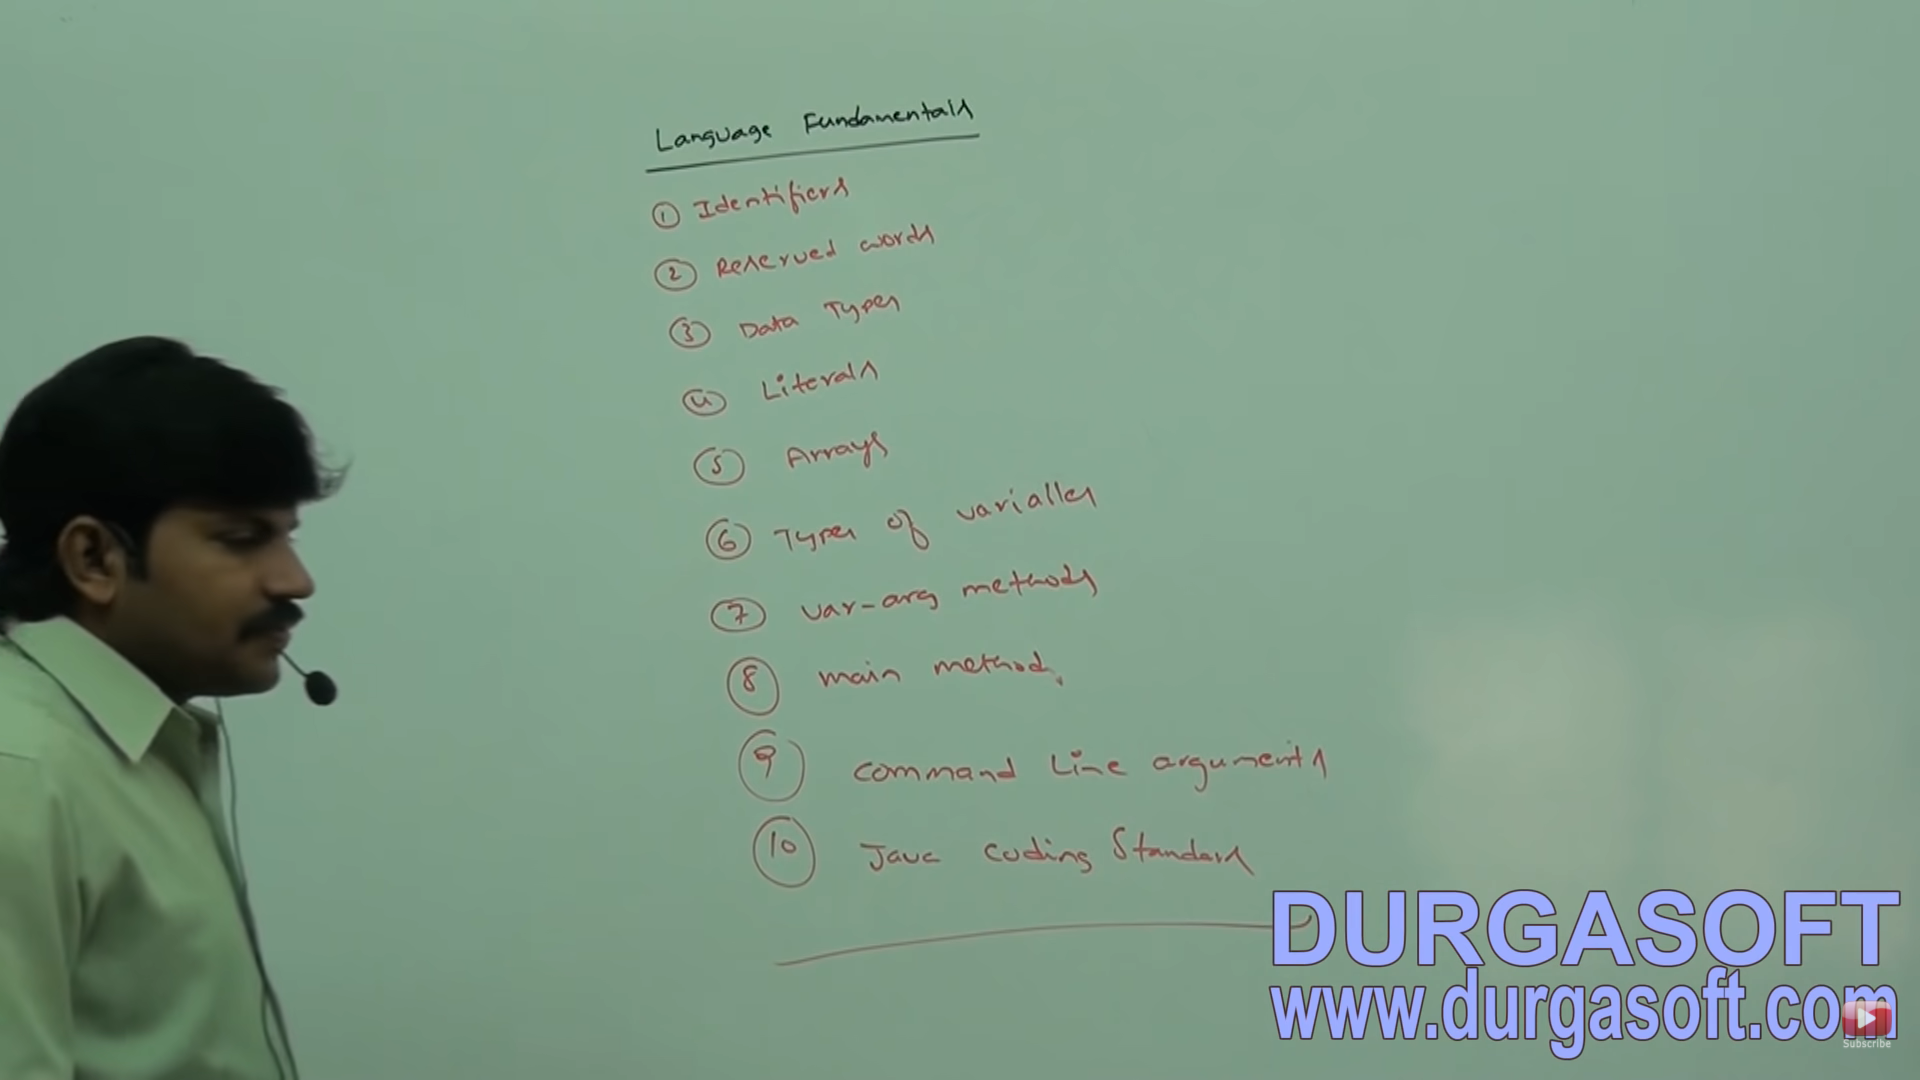 Language Fundamentals
① Identifiers
② Reserved words
③ Data Types
④ Literals
⑤ Arrays
⑥ Types of variables
⑦ var-arg methods
⑧ main method
⑨ command line arguments
⑩ Java coding Standards
DURGASOFT
www.durgasoft.com
Subscribe